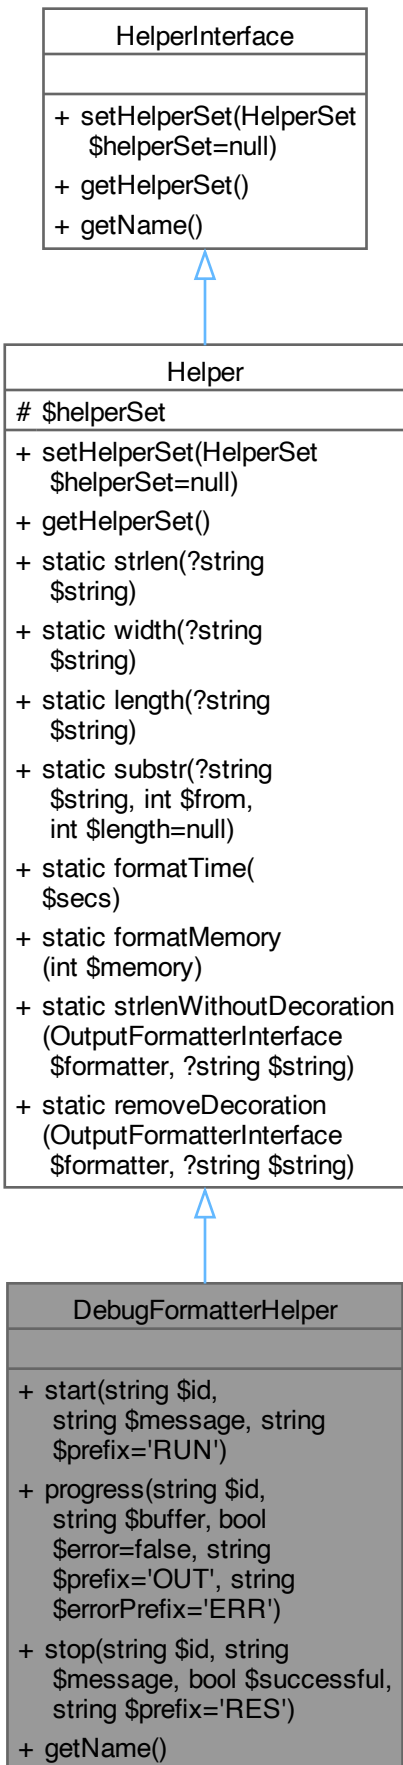 HelperInterface
+ setHelperSet(HelperSet
$helperSet=null)
+ getHelperSet()
+ getName()
Helper
# $helperSet
+ setHelperSet(HelperSet
$helperSet=null)
+ getHelperSet()
+ static strlen(?string
$string)
+ static width(?string
$string)
+ static length(?string
$string)
+ static substr(?string
$string, int $from,
int $length=null)
+ static formatTime(
$secs)
+ static formatMemory
(int $memory)
+ static strlenWithoutDecoration
(OutputFormatterInterface
$formatter, ?string $string)
+ static removeDecoration
(OutputFormatterInterface
$formatter, ?string $string)
DebugFormatterHelper
+ start(string $id,
string $message, string
$prefix='RUN')
+ progress(string $id,
string $buffer, bool
$error=false, string
$prefix='OUT', string
$errorPrefix='ERR')
+ stop(string $id, string
$message, bool $successful,
string $prefix='RES')
+ getName()